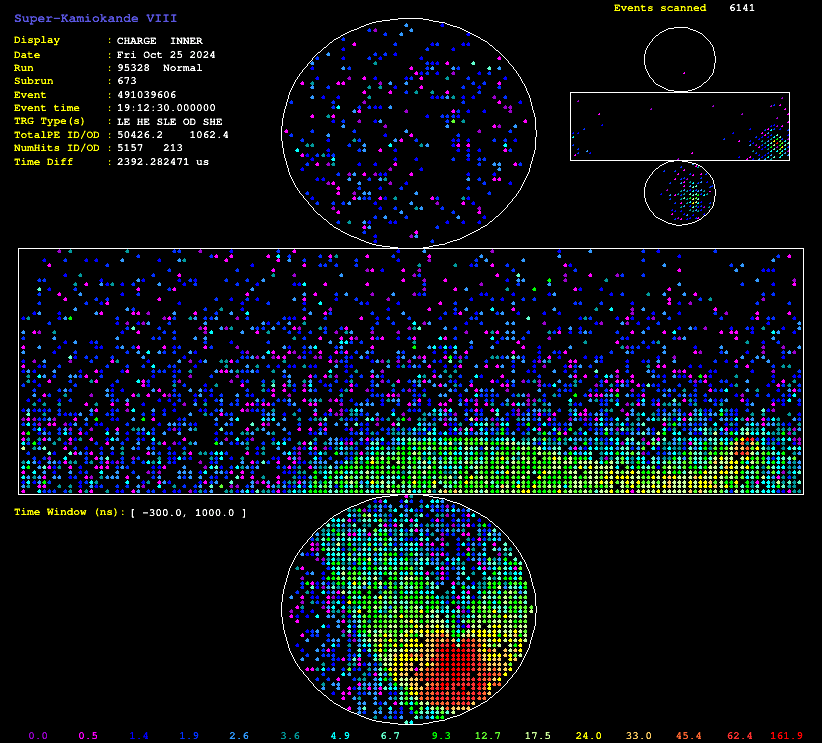 Super-Kamiokande VIII
Events scanned 6141
Display : CHARGE INNER
Date : Fri Oct 25 2024
Run : 95328 Normal
Subrun : 673
Event : 491039606
Event time : 19:12:30.000000
TRG Type(s) : LE HE SLE OD SHE
TotalPE ID/OD : 50426.2 1062.4
NumHits ID/OD : 5157 213
Time Diff : 2392.282471 us
Time Window (ns): [ -300.0, 1000.0 ]
0.0 0.5 1.4 1.9 2.6 3.6 4.9 6.7 9.3 12.7 17.5 24.0 33.0 45.4 62.4 161.9